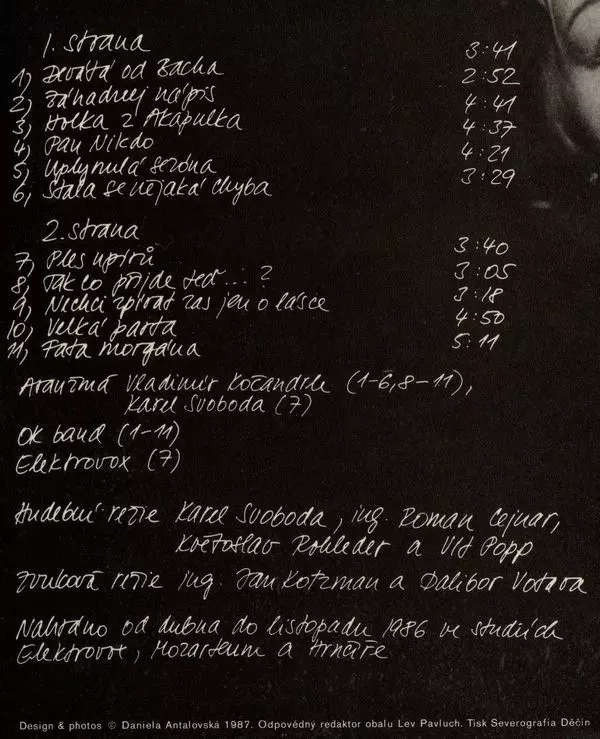 1. strana
1, Devátá od Bacha 3:41
2, Záhadnej nápis 2:52
3, Holka z Akapulka 4:41
4, Pan Nikdo 4:37
5, Uplynulá sezóna 4:21
6, Stala se nějaká chyba 3:29
2. strana
7, Ples upírů 3:40
8, Tak co přijde teď...? 3:05
9, Nechci zpívat zas jen o lásce 3:18
10, Velká parta 4:50
11, Fata morgána 5:11
Aranžmá Vladimír Kočandrle (1-6,8-11),
Karel Svoboda (7)
OK band (1-11)
Elektrovox (7)
Hudební režie Karel Svoboda, ing. Roman Cejnar,
Květoslav Rohleder a Vít Popp
Zvuková režie ing. Jan Kotzman a Dalibor Votava
Nahráno od dubna do listopadu 1986 ve studiích
Elektrovox, Mozarteum a Hrnčíře
Design & photos © Daniela Antalovská 1987. Odpovědný redaktor obalu Lev Pavluch. Tisk Severografia Děčín